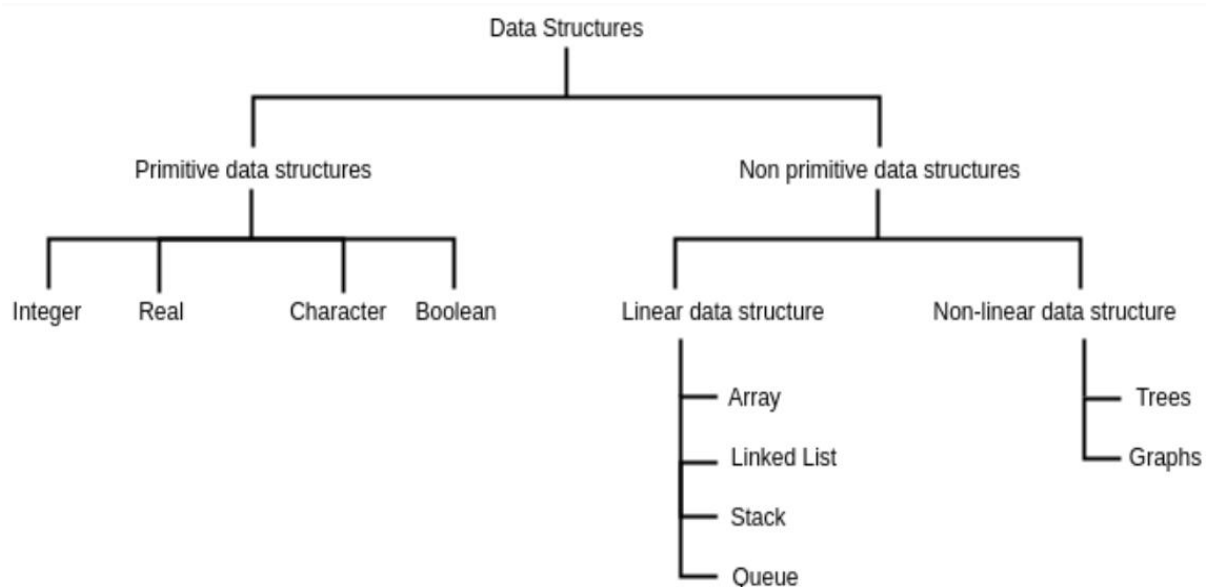 Data Structures
Primitive data structures
Non primitive data structures
Integer
Real
Character
Boolean
Linear data structure
Non-linear data structure
Array
Linked List
Stack
Queue
Trees
Graphs